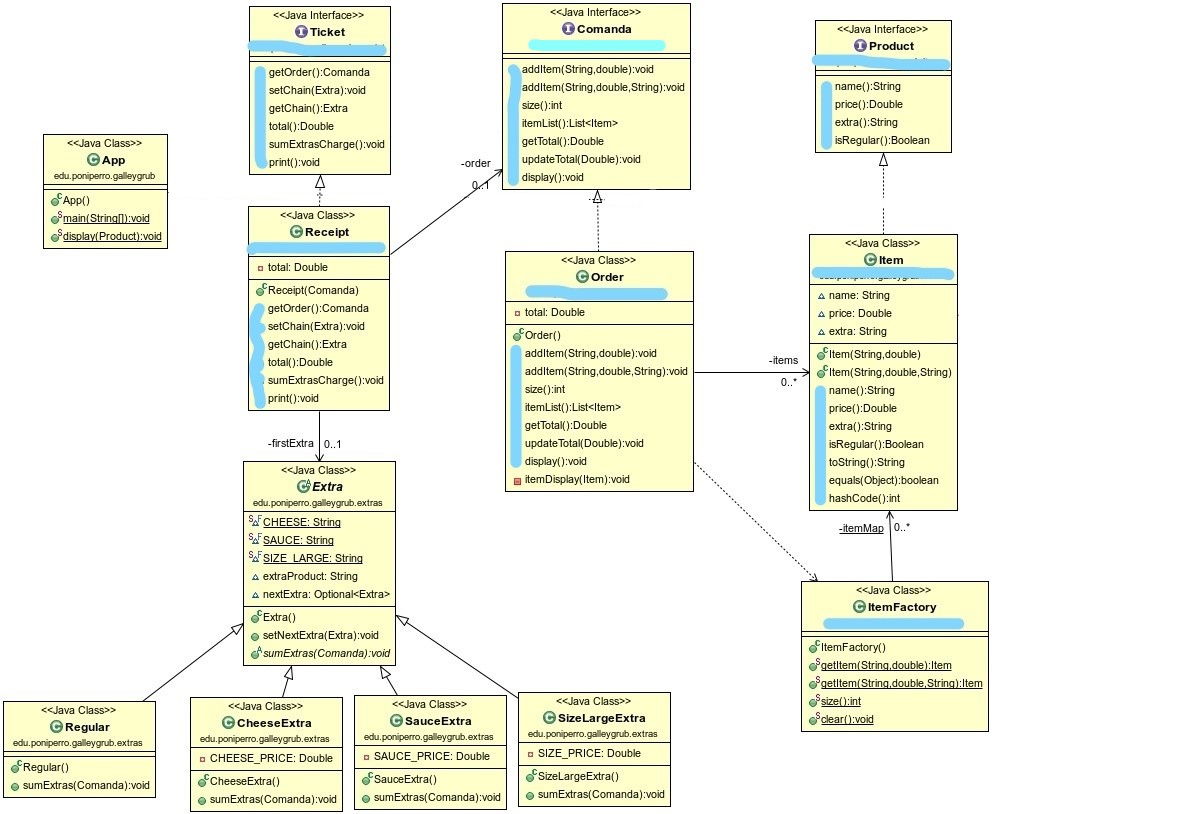 <<Java Interface>>
Ticket
getOrder():Comanda
setChain(Extra):void
getChain():Extra
total():Double
sumExtrasCharge():void
print():void
<<Java Interface>>
Comanda
addItem(String,double):void
addItem(String,double,String):void
size():int
itemList():List<Item>
getTotal():Double
updateTotal(Double):void
display():void
<<Java Interface>>
Product
name():String
price():Double
extra():String
isRegular():Boolean
<<Java Class>>
App
edu.poniperro.galleygrub
App()
main(String[]):void
display(Product):void
-order
0..1
<<Java Class>>
Receipt
total: Double
Receipt(Comanda)
getOrder():Comanda
setChain(Extra):void
getChain():Extra
total():Double
sumExtrasCharge():void
print():void
<<Java Class>>
Order
total: Double
Order()
addItem(String,double):void
addItem(String,double,String):void
size():int
itemList():List<Item>
getTotal():Double
updateTotal(Double):void
display():void
itemDisplay(Item):void
-items
0..*
<<Java Class>>
Item
name: String
price: Double
extra: String
Item(String,double)
Item(String,double,String)
name():String
price():Double
extra():String
isRegular():Boolean
toString():String
equals(Object):boolean
hashCode():int
-firstExtra
0..1
<<Java Class>>
Extra
edu.poniperro.galleygrub.extras
CHEESE: String
SAUCE: String
SIZE_LARGE: String
extraProduct: String
nextExtra: Optional<Extra>
Extra()
setNextExtra(Extra):void
sumExtras(Comanda):void
-itemMap
0..*
<<Java Class>>
ItemFactory
ItemFactory()
getItem(String,double):Item
getItem(String,double,String):Item
size():int
clear():void
<<Java Class>>
Regular
edu.poniperro.galleygrub.extras
Regular()
sumExtras(Comanda):void
<<Java Class>>
CheeseExtra
edu.poniperro.galleygrub.extras
CHEESE_PRICE: Double
CheeseExtra()
sumExtras(Comanda):void
<<Java Class>>
SauceExtra
edu.poniperro.galleygrub.extras
SAUCE_PRICE: Double
SauceExtra()
sumExtras(Comanda):void
<<Java Class>>
SizeLargeExtra
edu.poniperro.galleygrub.extras
SIZE_PRICE: Double
SizeLargeExtra()
sumExtras(Comanda):void